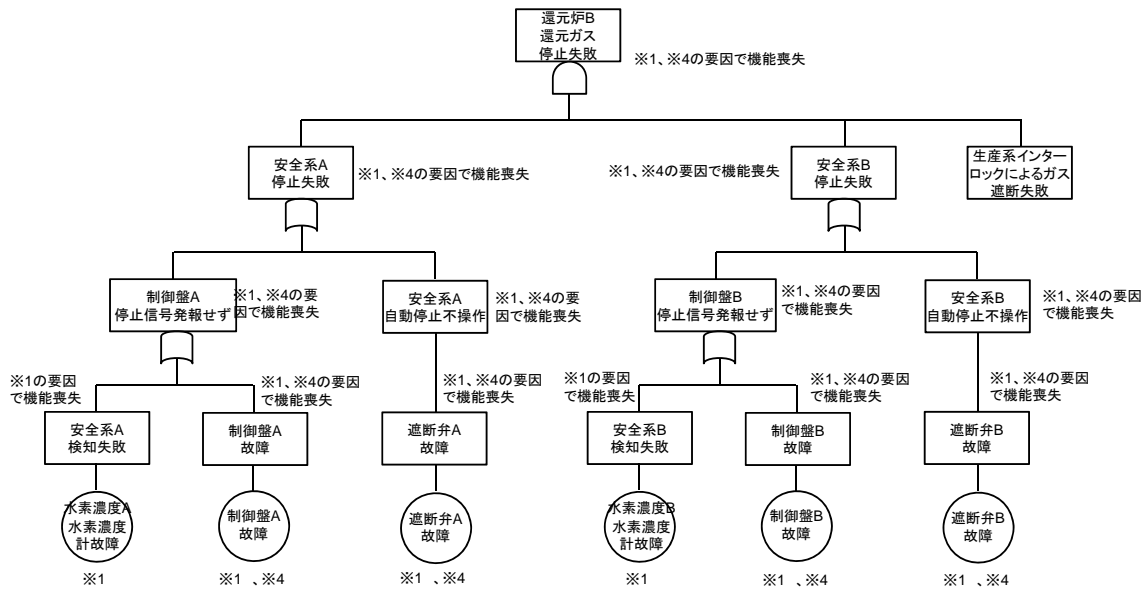 還元炉B
還元ガス
停止失敗
※1、※4の要因で機能喪失
安全系A
停止失敗
※1、※4の要因で機能喪失
※1、※4の要因で機能喪失
安全系B
停止失敗
生産系インター
ロックによるガス
遮断失敗
制御盤A
停止信号発報せず
※1、※4の要
因で機能喪失
安全系A
自動停止不操作
※1、※4の要
因で機能喪失
制御盤B
停止信号発報せず
※1、※4の要因
で機能喪失
安全系B
自動停止不操作
※1、※4の要因
で機能喪失
※1の要因
で機能喪失
※1、※4の要因
で機能喪失
※1、※4の要因
で機能喪失
※1の要因
で機能喪失
※1、※4の要因
で機能喪失
※1、※4の要因
で機能喪失
安全系A
検知失敗
制御盤A
故障
遮断弁A
故障
安全系B
検知失敗
制御盤B
故障
遮断弁B
故障
水素濃度A
水素濃度
計故障
制御盤A
故障
遮断弁A
故障
水素濃度B
水素濃度
計故障
制御盤B
故障
遮断弁B
故障
※1
※1 、※4
※1 、※4
※1
※1 、※4
※1 、※4